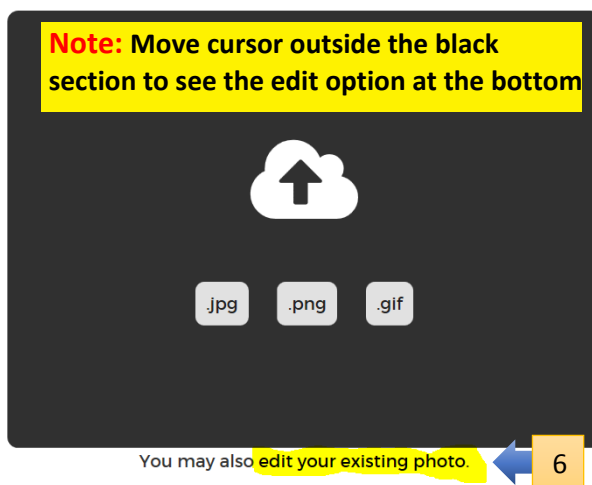 Note: Move cursor outside the black
section to see the edit option at the bottom
.jpg .png .gif
You may also edit your existing photo. 6